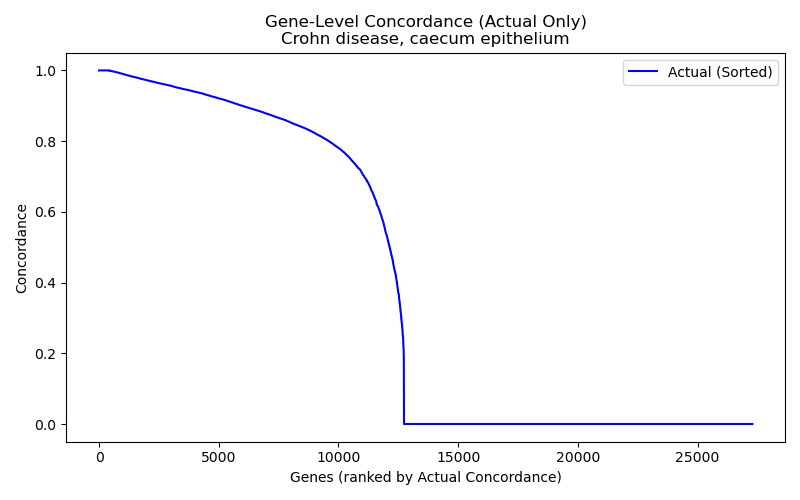 Gene-Level Concordance (Actual Only)
Crohn disease, caecum epithelium
Actual (Sorted)
1.0
0.8
0.6
0.4
0.2
0.0
Concordance
0
5000
10000
15000
20000
25000
Genes (ranked by Actual Concordance)